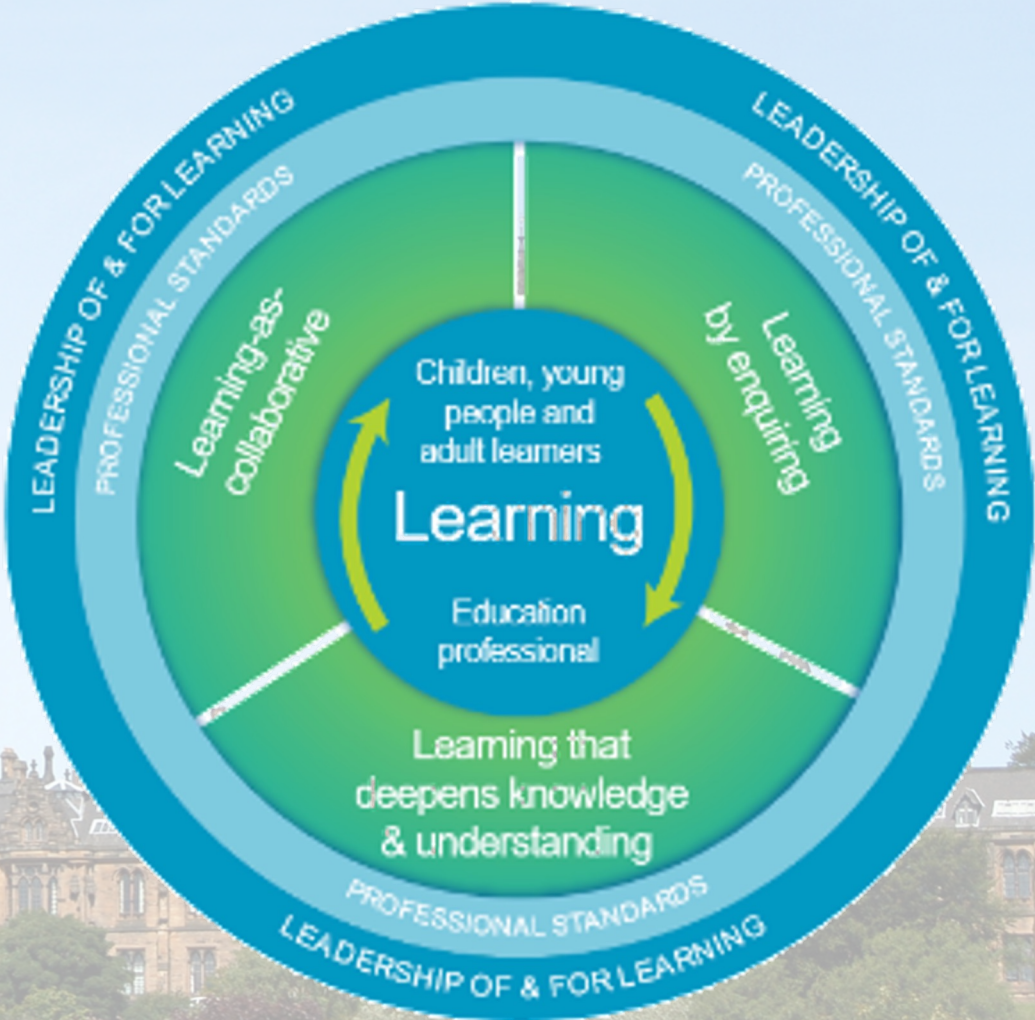 LEADERSHIP OF & FOR LEARNING
LEADERSHIP OF & FOR LEARNING
PROFESSIONAL STANDARDS
PROFESSIONAL STANDARDS
Learning-as-
collaborative
Learning
by enquiring
Children, young
people and
adult learners
Learning
Education
professional
Learning that
deepens knowledge
& understanding
PROFESSIONAL STANDARDS
LEADERSHIP OF & FOR LEARNING